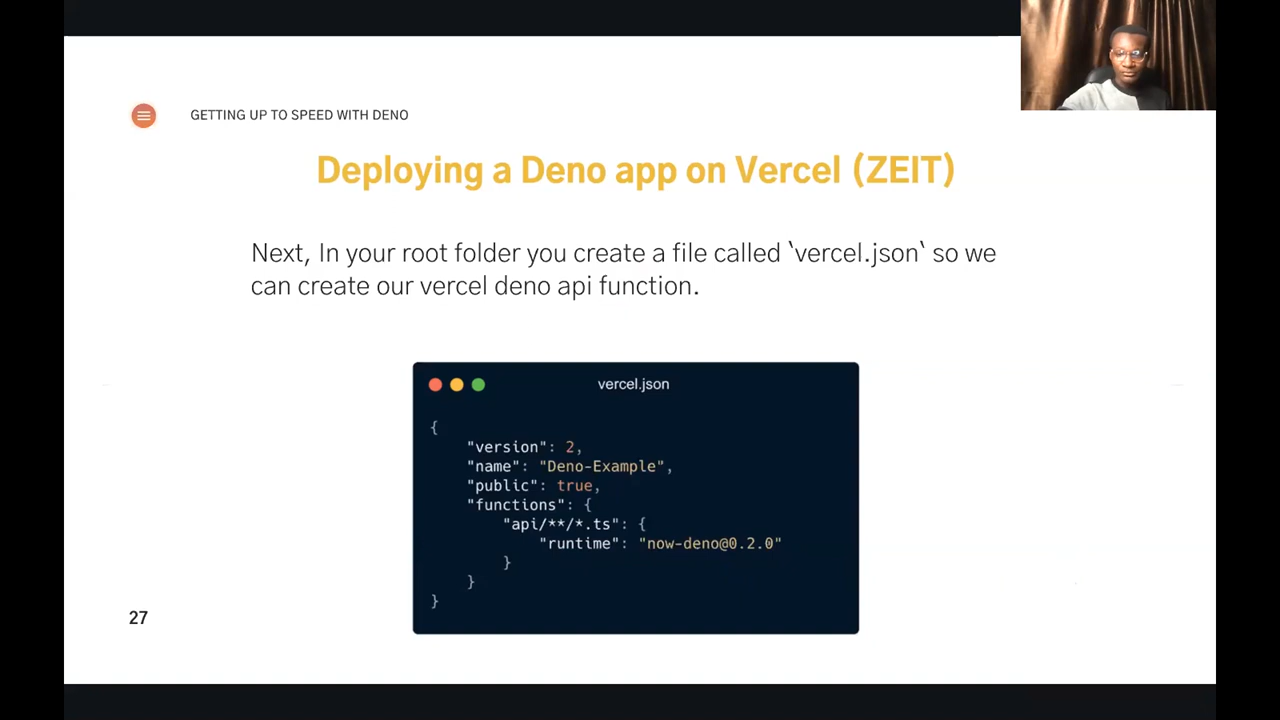 GETTING UP TO SPEED WITH DENO
Deploying a Deno app on Vercel (ZEIT)
Next, In your root folder you create a file called `vercel.json` so we
can create our vercel deno api function.
vercel.json
{
    "version": 2,
    "name": "Deno-Example",
    "public": true,
    "functions": {
        "api/**/*.ts": {
            "runtime": "now-deno@0.2.0"
        }
    }
}
27